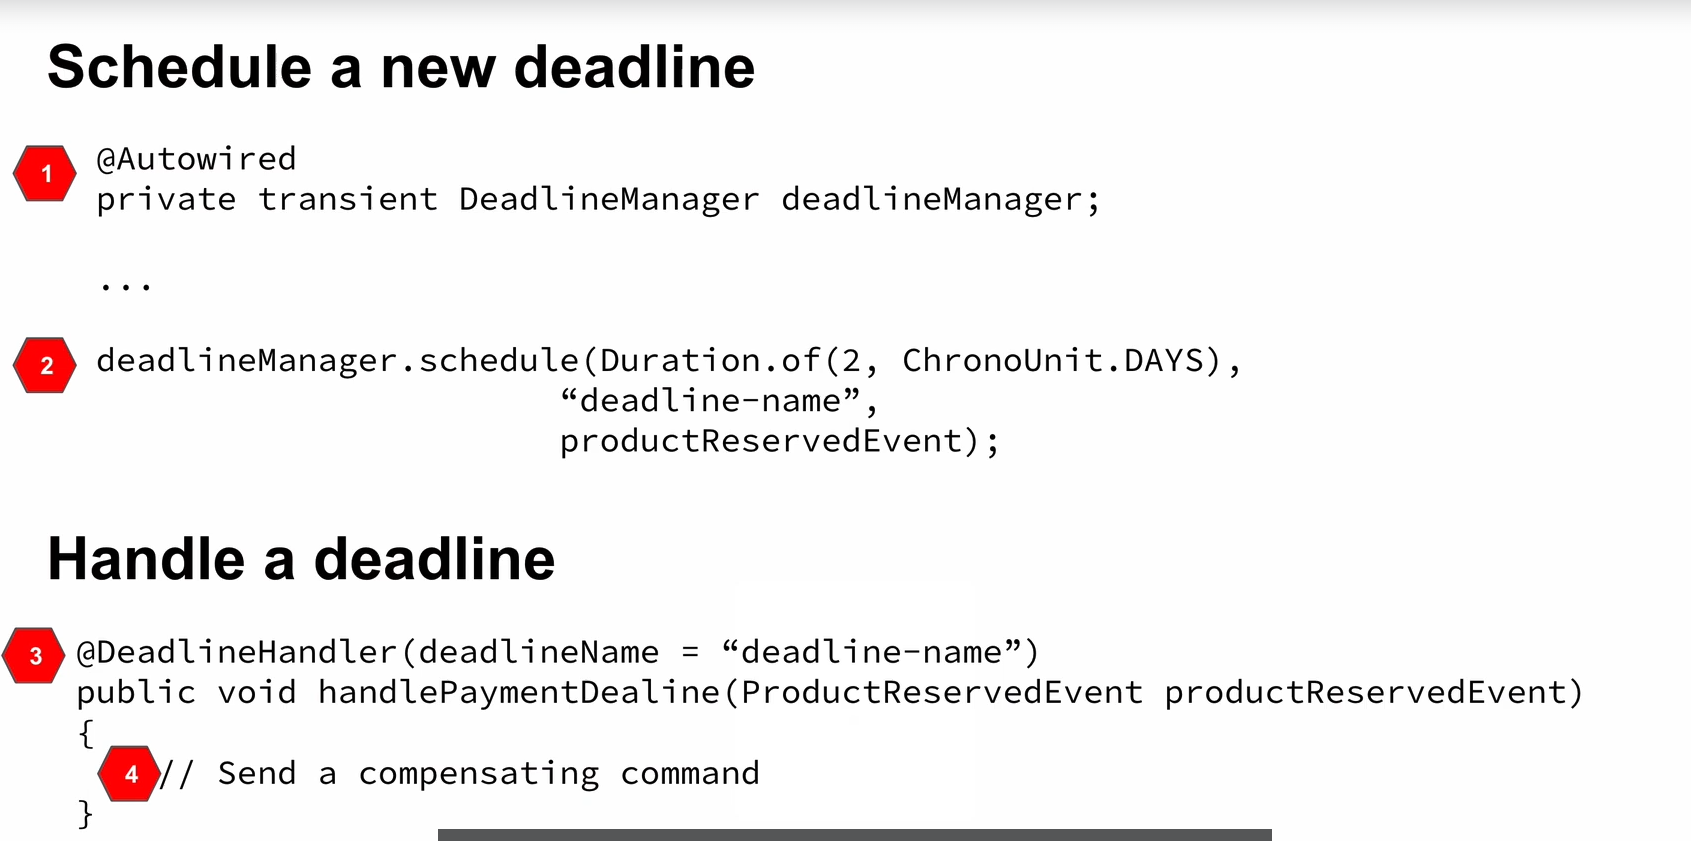 Schedule a new deadline
1
@Autowired
private transient DeadlineManager deadlineManager;
...
2
deadlineManager.schedule(Duration.of(2, ChronoUnit.DAYS),
“deadline-name”,
productReservedEvent);
Handle a deadline
3
@DeadlineHandler(deadlineName = “deadline-name”)
public void handlePaymentDealine(ProductReservedEvent productReservedEvent)
{
4
// Send a compensating command
}